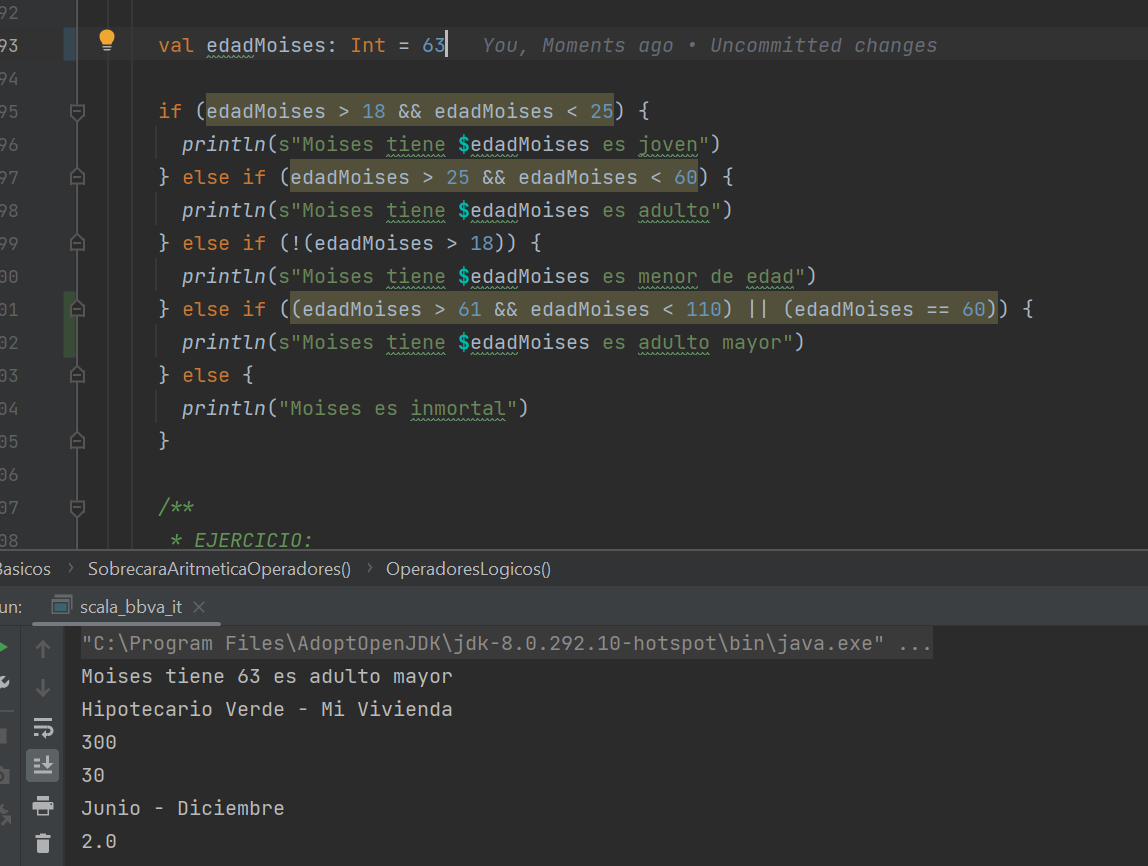 92
93 val edadMoises: Int = 63 You, Moments ago • Uncommitted changes
94
95 if (edadMoises > 18 && edadMoises < 25) {
96 println(s"Moises tiene $edadMoises es joven")
97 } else if (edadMoises > 25 && edadMoises < 60) {
98 println(s"Moises tiene $edadMoises es adulto")
99 } else if (!(edadMoises > 18)) {
00 println(s"Moises tiene $edadMoises es menor de edad")
01 } else if ((edadMoises > 61 && edadMoises < 110) || (edadMoises == 60)) {
02 println(s"Moises tiene $edadMoises es adulto mayor")
03 } else {
04 println("Moises es inmortal")
05 }
06
07 /**
08 * EJERCICIO:
Basicos > SobrecaraAritmeticaOperadores() > OperadoresLogicos()
un: scala_bbva_it ×
"C:\Program Files\AdoptOpenJDK\jdk-8.0.292.10-hotspot\bin\java.exe" ...
Moises tiene 63 es adulto mayor
Hipotecario Verde - Mi Vivienda
300
30
Junio - Diciembre
2.0